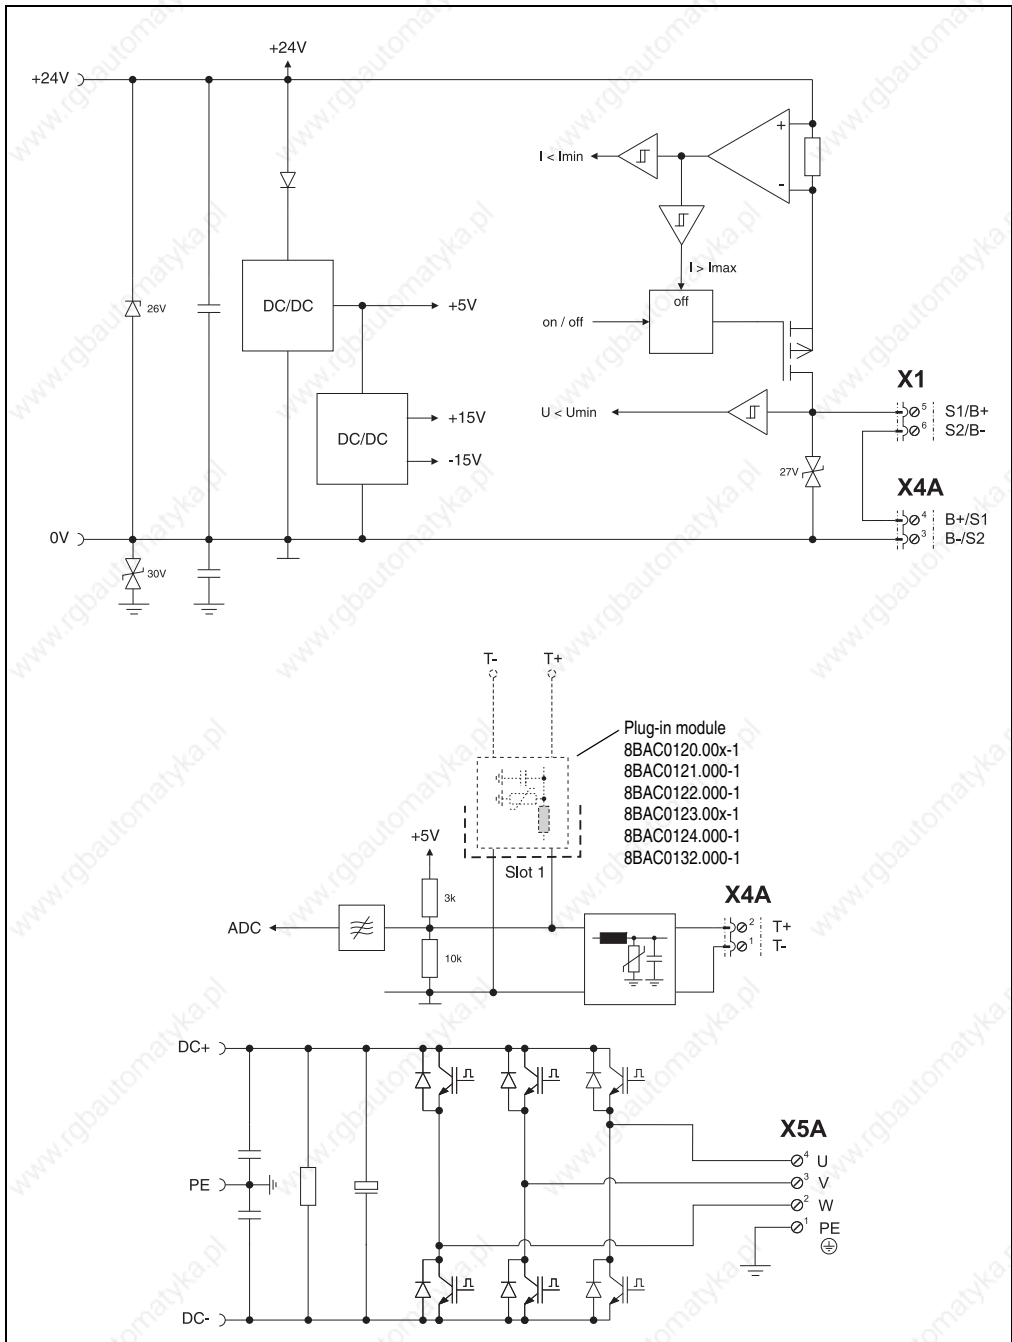 +24V
+24V
I < Imin
+
-
I > Imax
off
on / off
26V
DC/DC
+5V
X1
U < Umin
5 S1/B+
6 S2/B-
+15V
DC/DC
-15V
27V
X4A
4 B+/S1
3 B-/S2
0V
30V
T- T+
Plug-in module
8BAC0120.00x-1
8BAC0121.000-1
8BAC0122.000-1
8BAC0123.00x-1
8BAC0124.000-1
8BAC0132.000-1
+5V
Slot 1
3k
X4A
ADC
2 T+
1 T-
10k
DC+
X5A
4 U
PE
3 V
2 W
1 PE
DC-
www.rgbautomatyka.pl